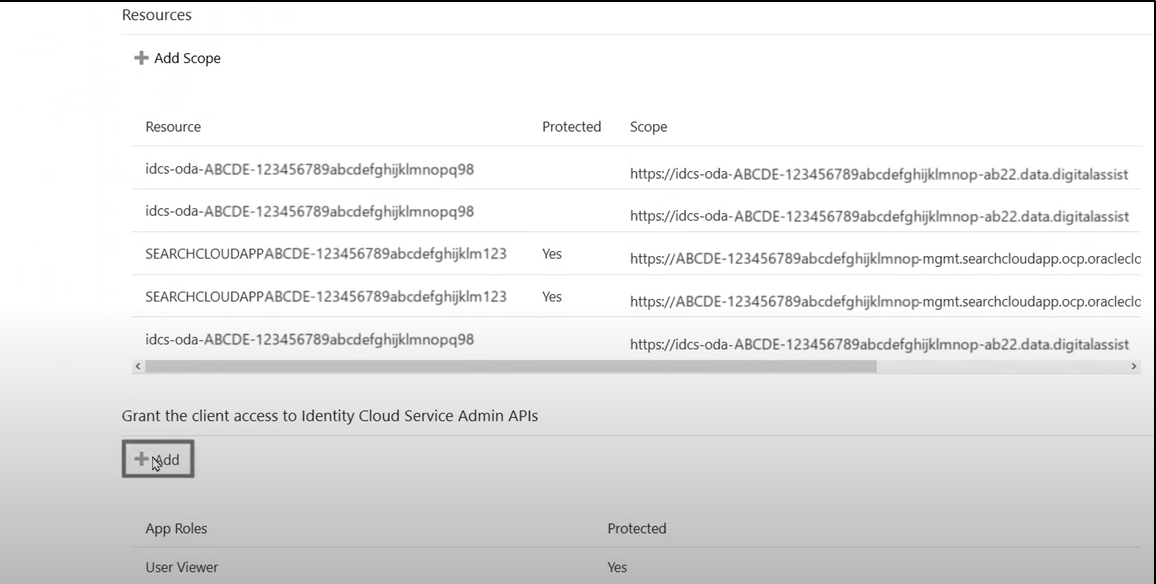 Resources
+ Add Scope
Resource Protected Scope
idcs-oda-ABCDE-123456789abcdefghijklmnopq98 https://idcs-oda-ABCDE-123456789abcdefghijklmnop-ab22.data.digitalassist
idcs-oda-ABCDE-123456789abcdefghijklmnopq98 https://idcs-oda-ABCDE-123456789abcdefghijklmnop-ab22.data.digitalassist
SEARCHCLOUDAPPABCDE-123456789abcdefghijklm123 Yes https://ABCDE-123456789abcdefghijklmnop-mgmt.searchcloudapp.ocp.oracleclo
SEARCHCLOUDAPPABCDE-123456789abcdefghijklm123 Yes https://ABCDE-123456789abcdefghijklmnop-mgmt.searchcloudapp.ocp.oracleclo
idcs-oda-ABCDE-123456789abcdefghijklmnopq98 https://idcs-oda-ABCDE-123456789abcdefghijklmnop-ab22.data.digitalassist
Grant the client access to Identity Cloud Service Admin APIs
+ Add
App Roles Protected
User Viewer Yes